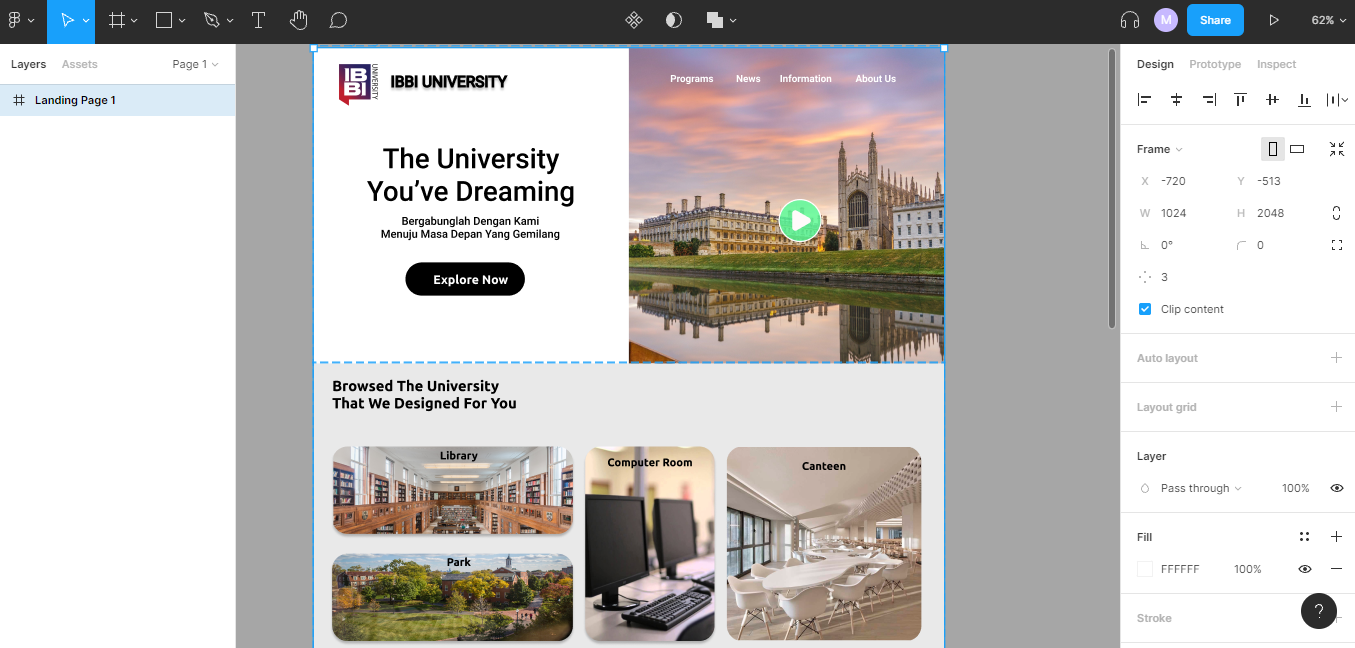 M
Share
62%
Layers
Assets
Page 1
Landing Page 1
IB
BI
UNIVERSITY
IBBI UNIVERSITY
Programs
News
Information
About Us
The University
You’ve Dreaming
Bergabunglah Dengan Kami
Menuju Masa Depan Yang Gemilang
Explore Now
Browsed The University
That We Designed For You
Library
Computer Room
Canteen
Park
Design
Prototype
Inspect
Frame
X -720
Y -513
W 1024
H 2048
0°
0
3
Clip content
Auto layout
Layout grid
Layer
Pass through
100%
Fill
FFFFFF
100%
Stroke
?